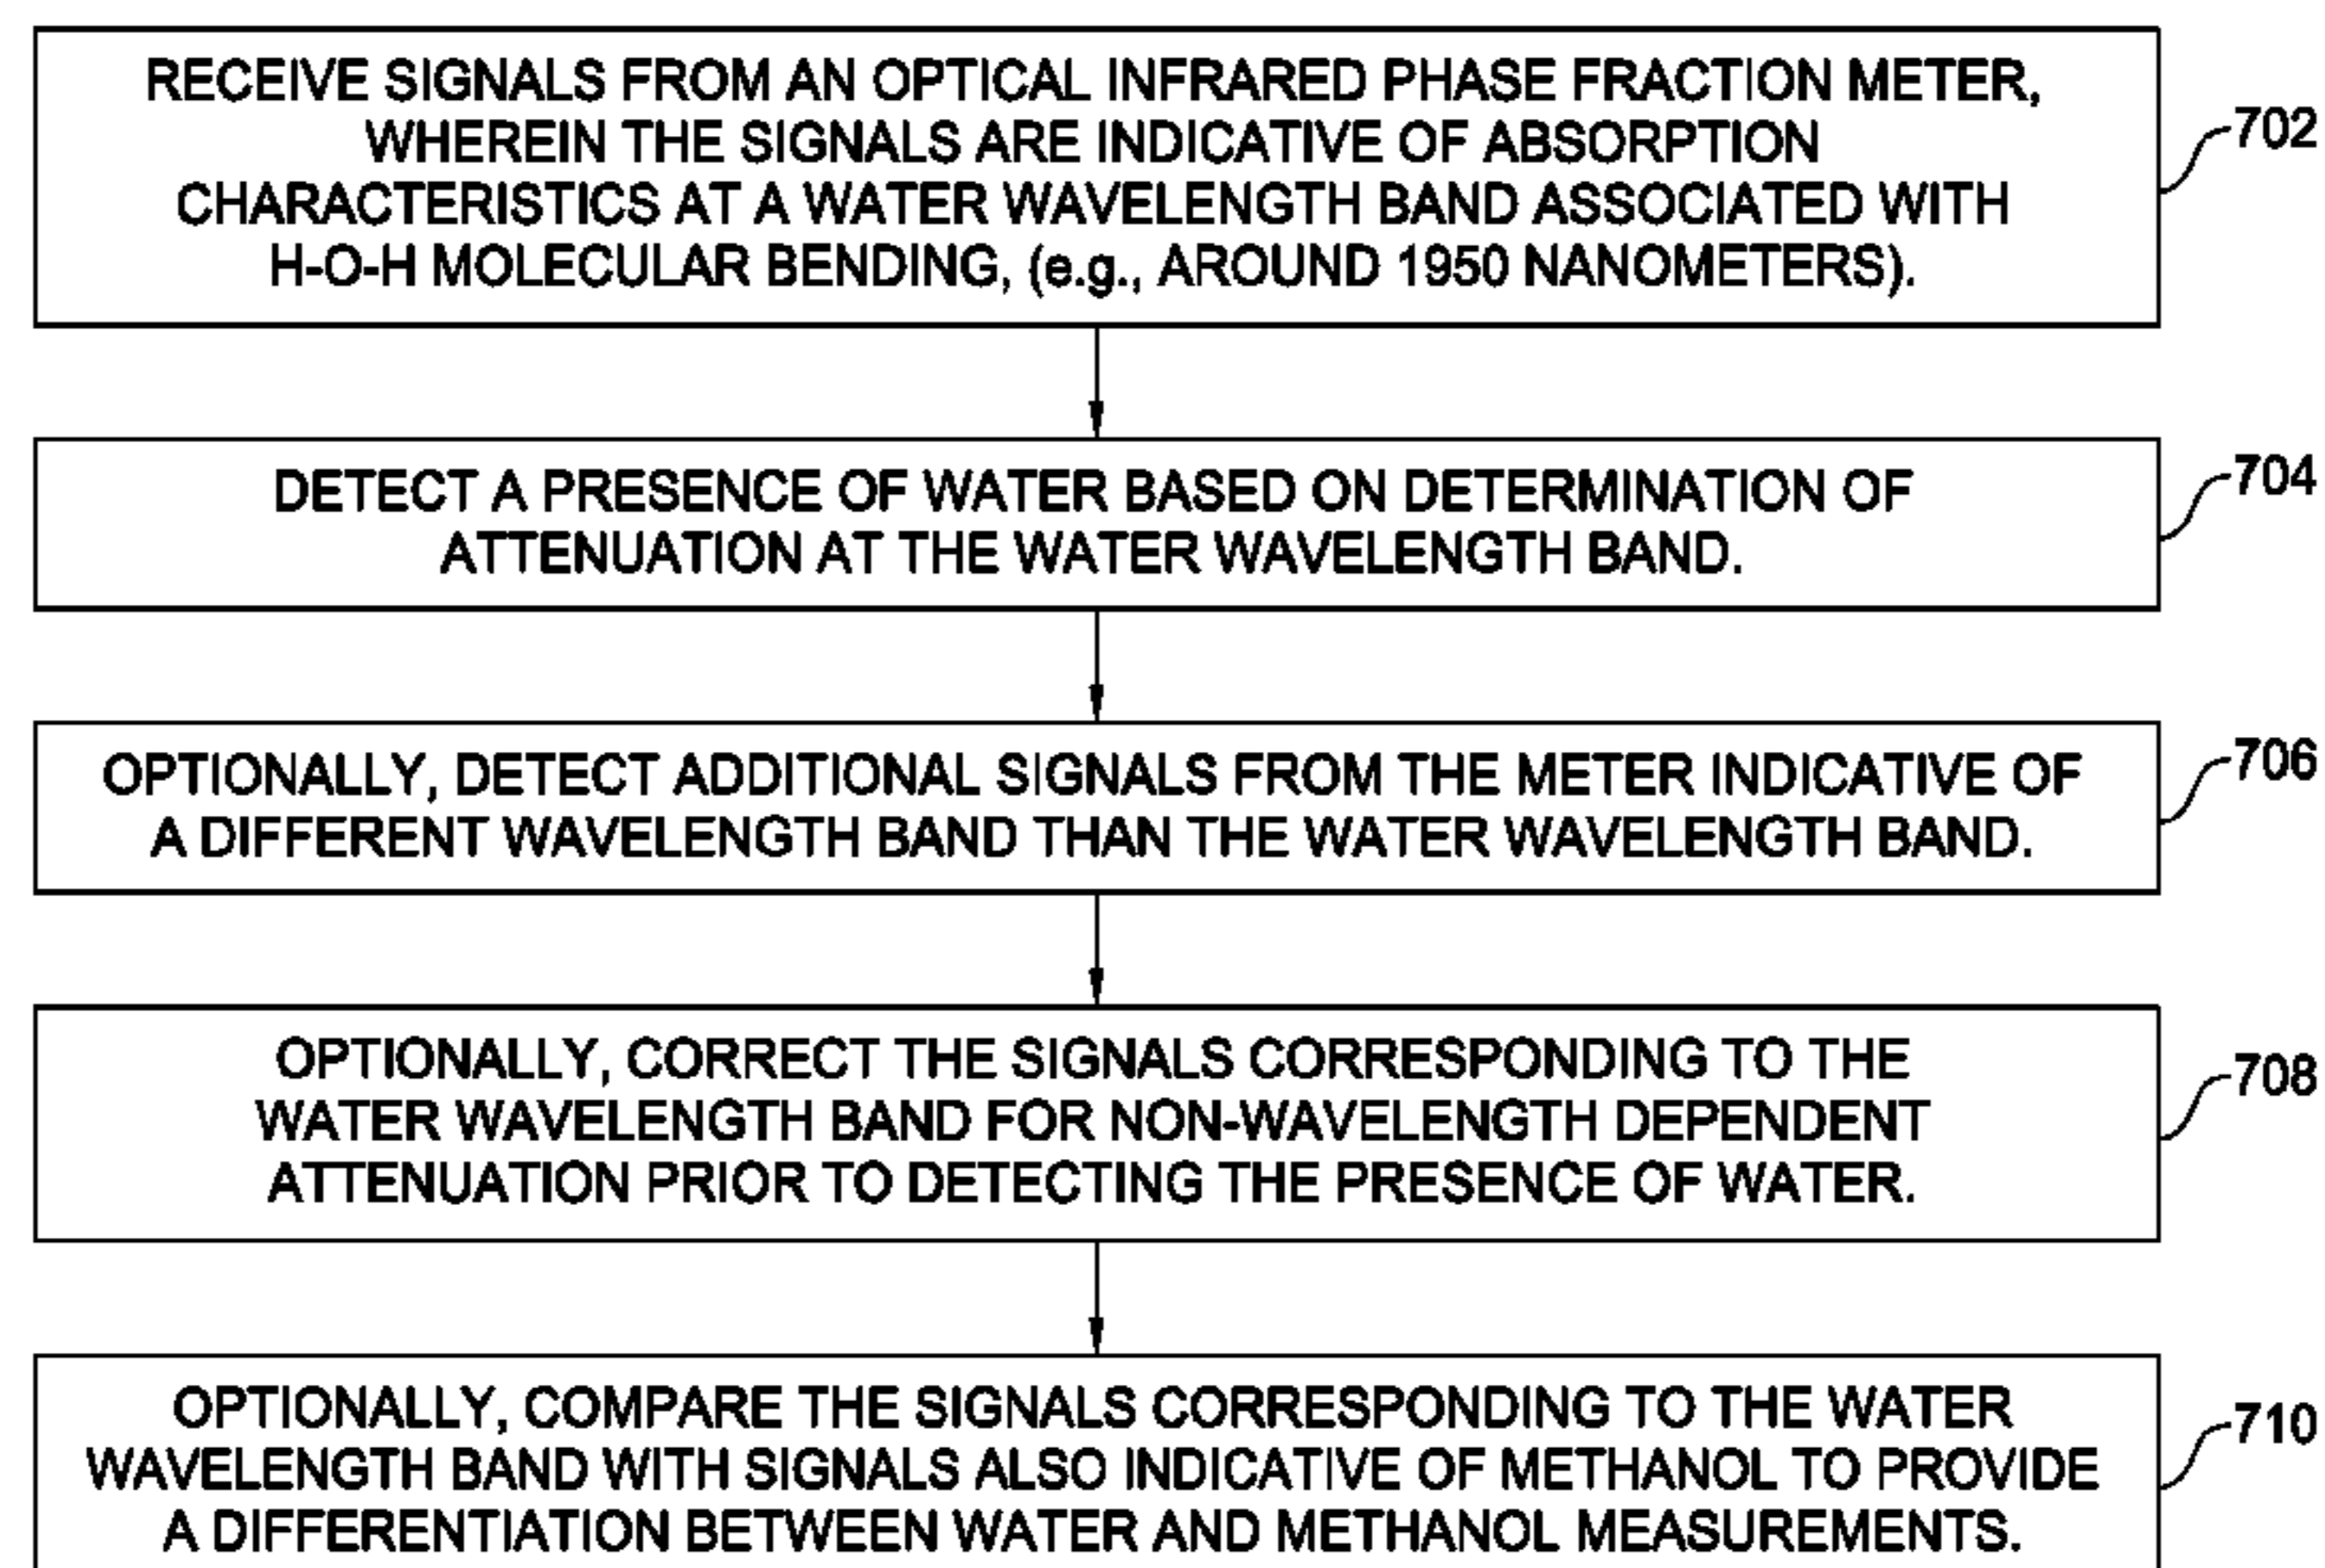 RECEIVE SIGNALS FROM AN OPTICAL INFRARED PHASE FRACTION METER,
WHEREIN THE SIGNALS ARE INDICATIVE OF ABSORPTION
CHARACTERISTICS AT A WATER WAVELENGTH BAND ASSOCIATED WITH
H-O-H MOLECULAR BENDING, (e.g., AROUND 1950 NANOMETERS).
702
DETECT A PRESENCE OF WATER BASED ON DETERMINATION OF
ATTENUATION AT THE WATER WAVELENGTH BAND.
704
OPTIONALLY, DETECT ADDITIONAL SIGNALS FROM THE METER INDICATIVE OF
A DIFFERENT WAVELENGTH BAND THAN THE WATER WAVELENGTH BAND.
706
OPTIONALLY, CORRECT THE SIGNALS CORRESPONDING TO THE
WATER WAVELENGTH BAND FOR NON-WAVELENGTH DEPENDENT
ATTENUATION PRIOR TO DETECTING THE PRESENCE OF WATER.
708
OPTIONALLY, COMPARE THE SIGNALS CORRESPONDING TO THE WATER
WAVELENGTH BAND WITH SIGNALS ALSO INDICATIVE OF METHANOL TO PROVIDE
A DIFFERENTIATION BETWEEN WATER AND METHANOL MEASUREMENTS.
710